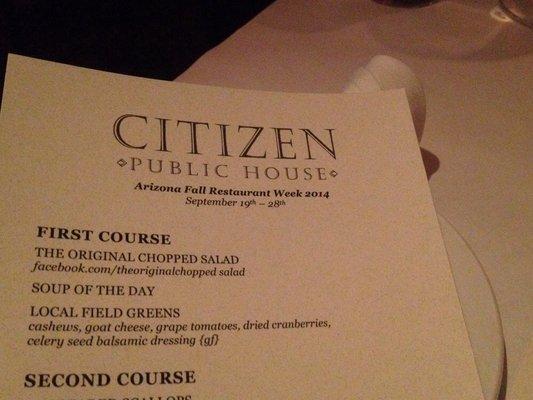 CITIZEN
PUBLIC HOUSE
Arizona Fall Restaurant Week 2014
September 19th – 28th
FIRST COURSE
THE ORIGINAL CHOPPED SALAD
facebook.com/theoriginalchopped salad
SOUP OF THE DAY
LOCAL FIELD GREENS
cashews, goat cheese, grape tomatoes, dried cranberries,
celery seed balsamic dressing {gf}
SECOND COURSE
SCALLOPS